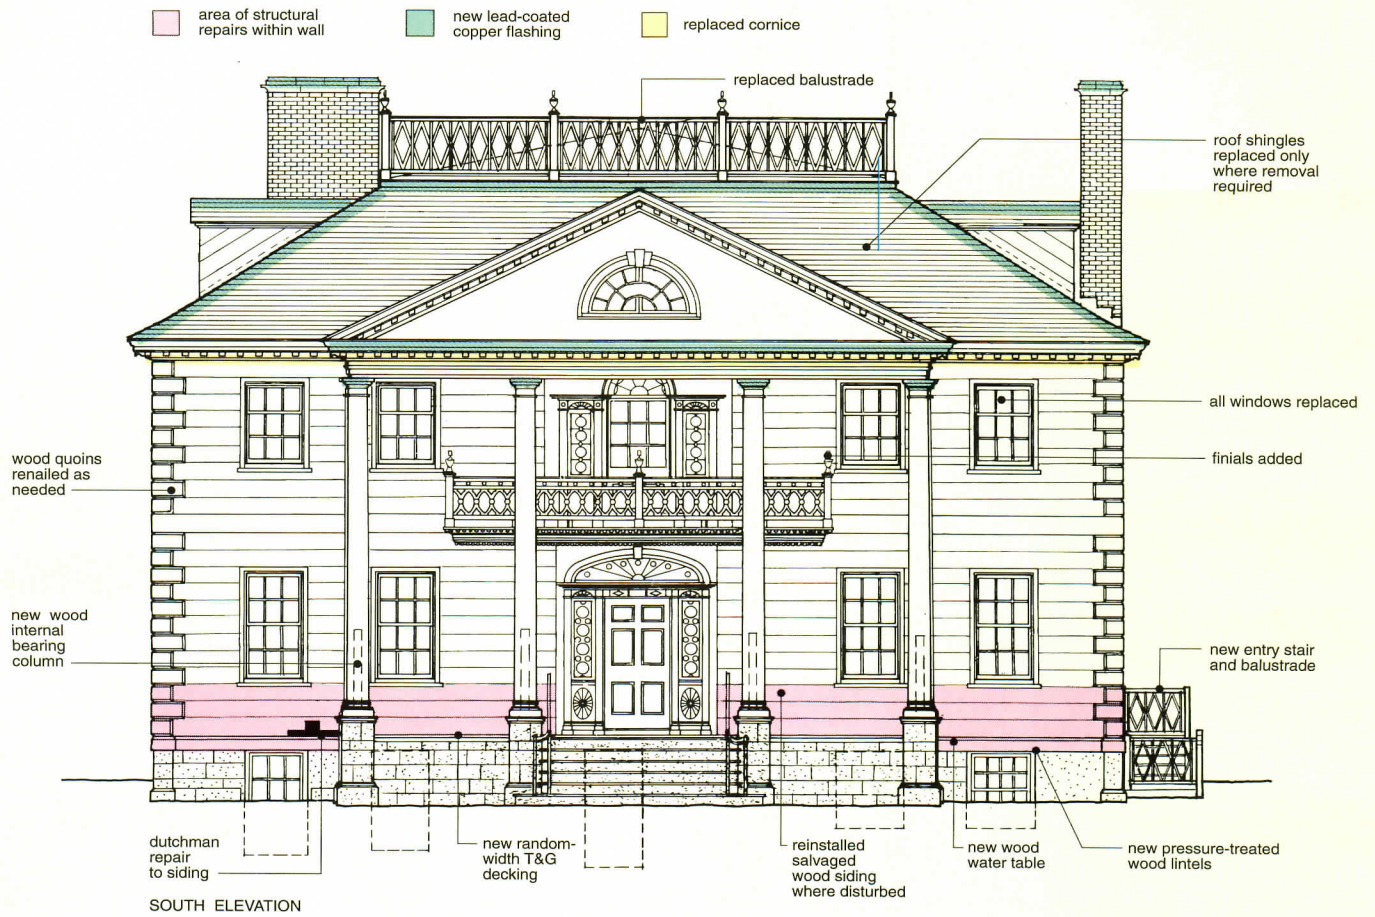 area of structural
repairs within wall
new lead-coated
copper flashing
replaced cornice
replaced balustrade
roof shingles
replaced only
where removal
required
all windows replaced
finials added
wood quoins
renailed as
needed
new wood
internal
bearing
column
new entry stair
and balustrade
dutchman
repair
to siding
new random-
width T&G
decking
reinstalled
salvaged
wood siding
where disturbed
new wood
water table
new pressure-treated
wood lintels
SOUTH ELEVATION